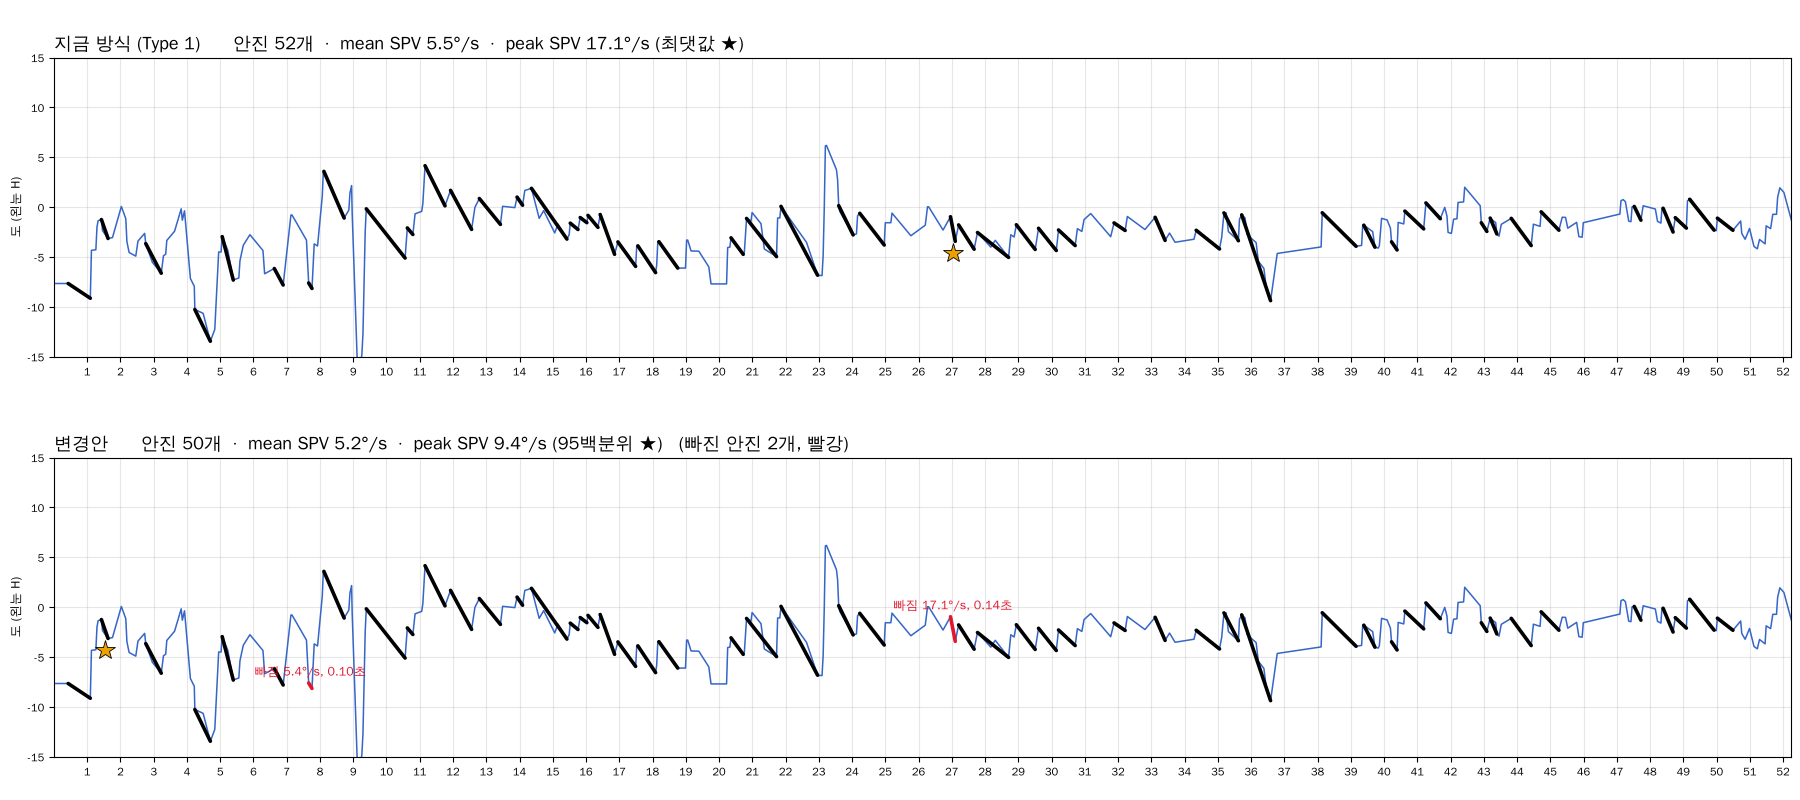 지금 방식 (Type 1)   안진 52개 · mean SPV 5.5°/s · peak SPV 17.1°/s (최댓값 ★)
15
10
5
0
-5
-10
-15
도 (왼눈 H)
1 2 3 4 5 6 7 8 9 10 11 12 13 14 15 16 17 18 19 20 21 22 23 24 25 26 27 28 29 30 31 32 33 34 35 36 37 38 39 40 41 42 43 44 45 46 47 48 49 50 51 52
변경안   안진 50개 · mean SPV 5.2°/s · peak SPV 9.4°/s (95백분위 ★) (빠진 안진 2개, 빨강)
15
10
5
0
-5
-10
-15
도 (왼눈 H)
빠짐 17.1°/s, 0.14초
빠짐 5.4°/s, 0.10초
1 2 3 4 5 6 7 8 9 10 11 12 13 14 15 16 17 18 19 20 21 22 23 24 25 26 27 28 29 30 31 32 33 34 35 36 37 38 39 40 41 42 43 44 45 46 47 48 49 50 51 52